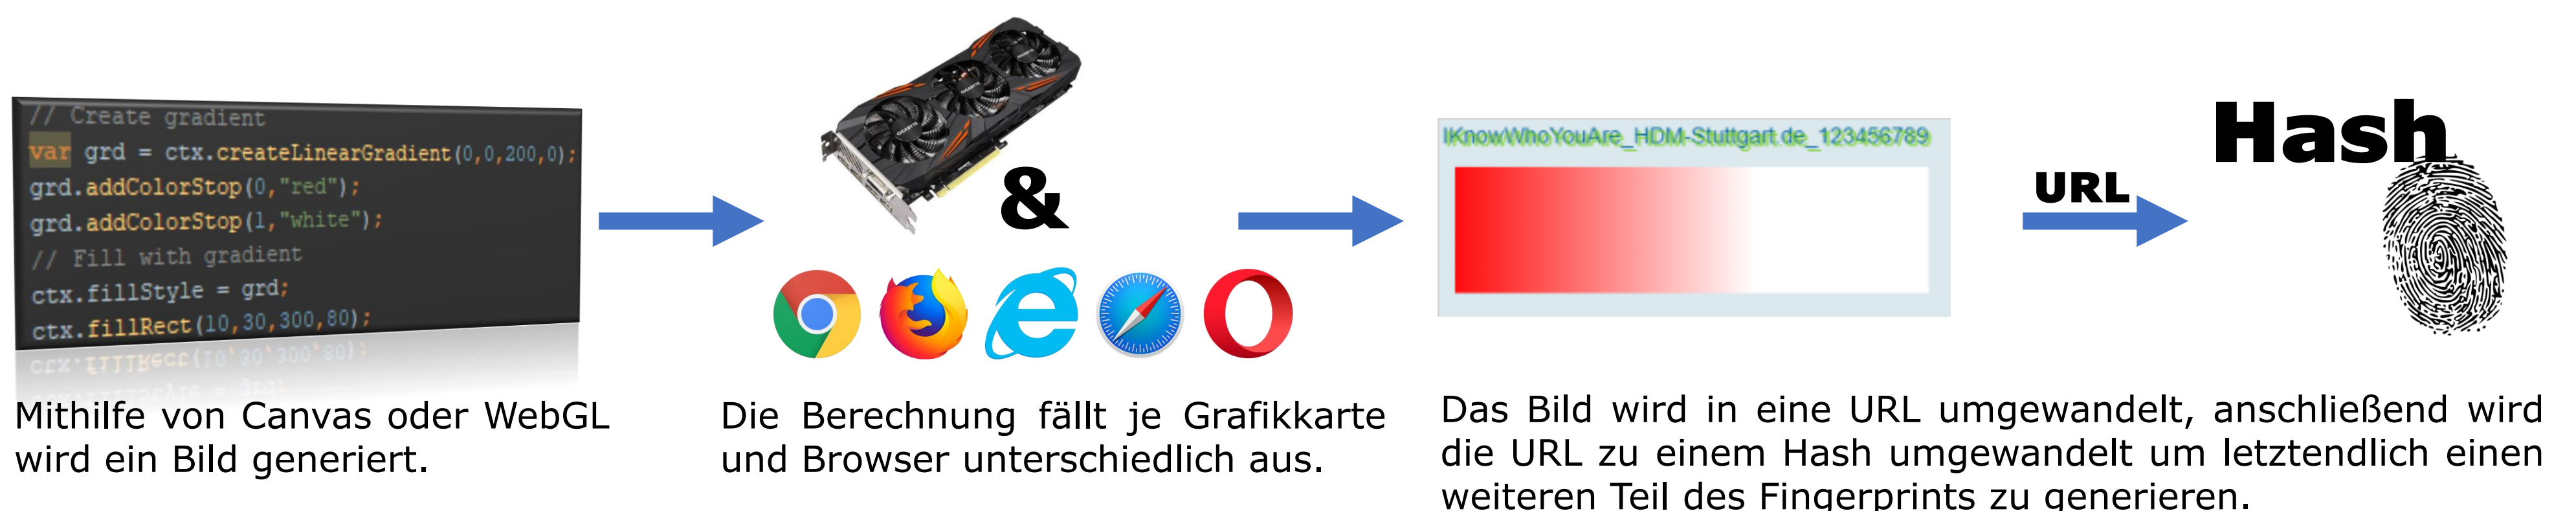 // Create gradient
var grd = ctx.createLinearGradient(0,0,200,0);
grd.addColorStop(0,"red");
grd.addColorStop(1,"white");
// Fill with gradient
ctx.fillStyle = grd;
ctx.fillRect(10,30,300,80);
Mithilfe von Canvas oder WebGL
wird ein Bild generiert.
GIGABYTE
GIGABYTE
GIGABYTE
&
Die Berechnung fällt je Grafikkarte
und Browser unterschiedlich aus.
IKnowWhoYouAre_HDM-Stuttgart.de_123456789
URL
Hash
Das Bild wird in eine URL umgewandelt, anschließend wird
die URL zu einem Hash umgewandelt um letztendlich einen
weiteren Teil des Fingerprints zu generieren.